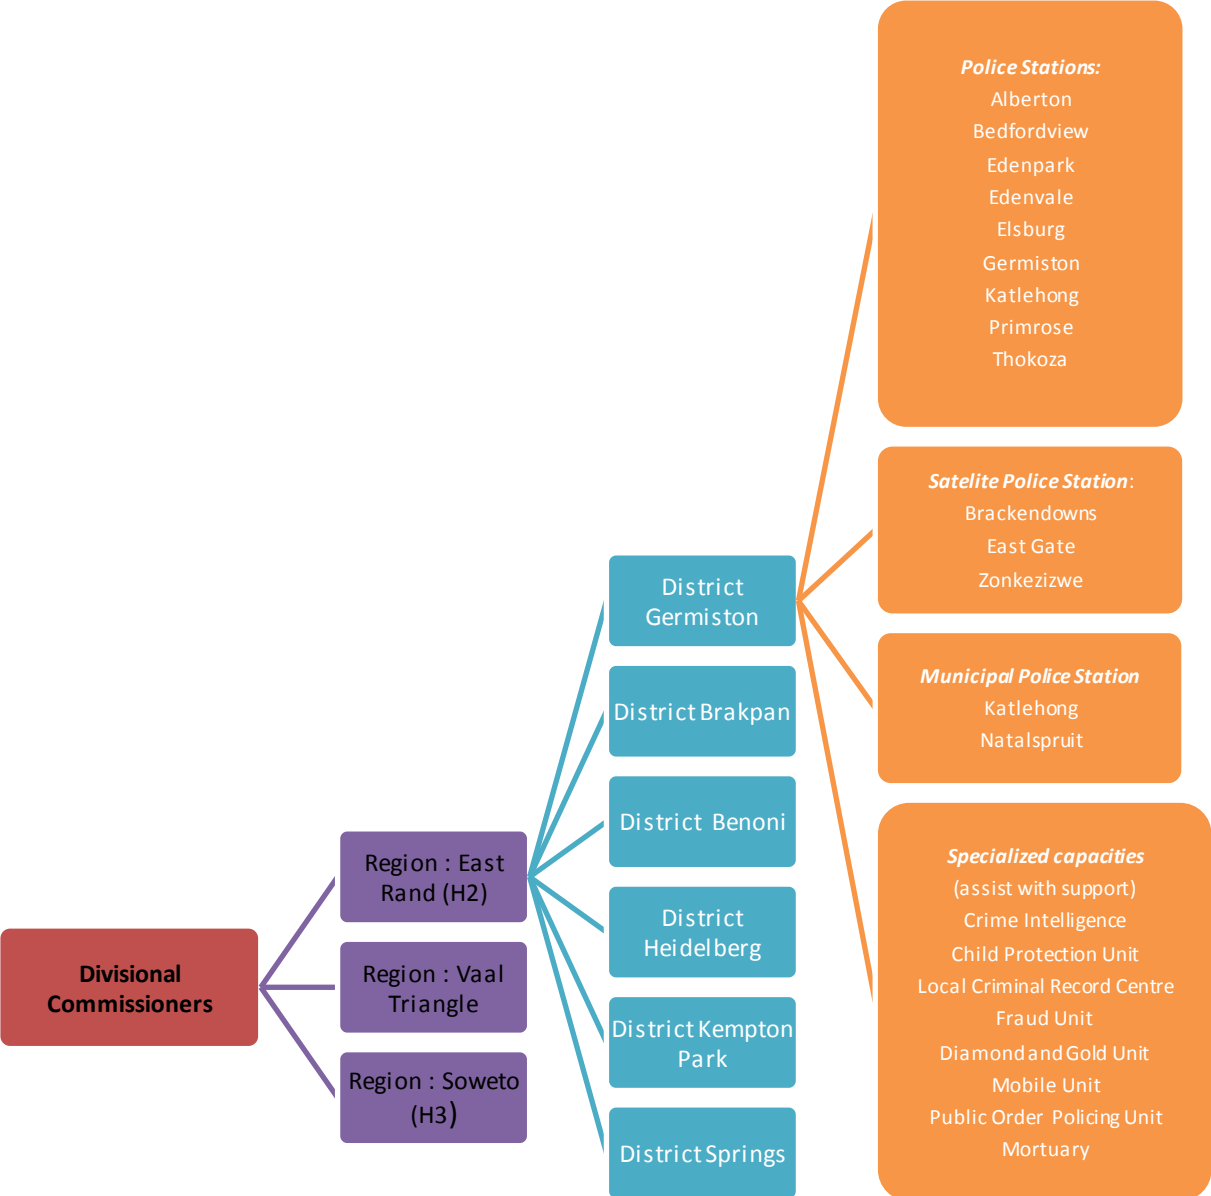 Divisional
Commissioners
Region : East
Rand (H2)
Region : Vaal
Triangle
Region : Soweto
(H3)
District
Germiston
District Brakpan
District Benoni
District
Heidelberg
District Kempton
Park
District Springs
Police Stations:
Alberton
Bedfordview
Edenpark
Edenvale
Elsburg
Germiston
Katlehong
Primrose
Thokoza
Satelite Police Station:
Brackendowns
East Gate
Zonkezizwe
Municipal Police Station
Katlehong
Natalspruit
Specialized capacities
(assist with support)
Crime Intelligence
Child Protection Unit
Local Criminal Record Centre
Fraud Unit
Diamond and Gold Unit
Mobile Unit
Public Order Policing Unit
Mortuary